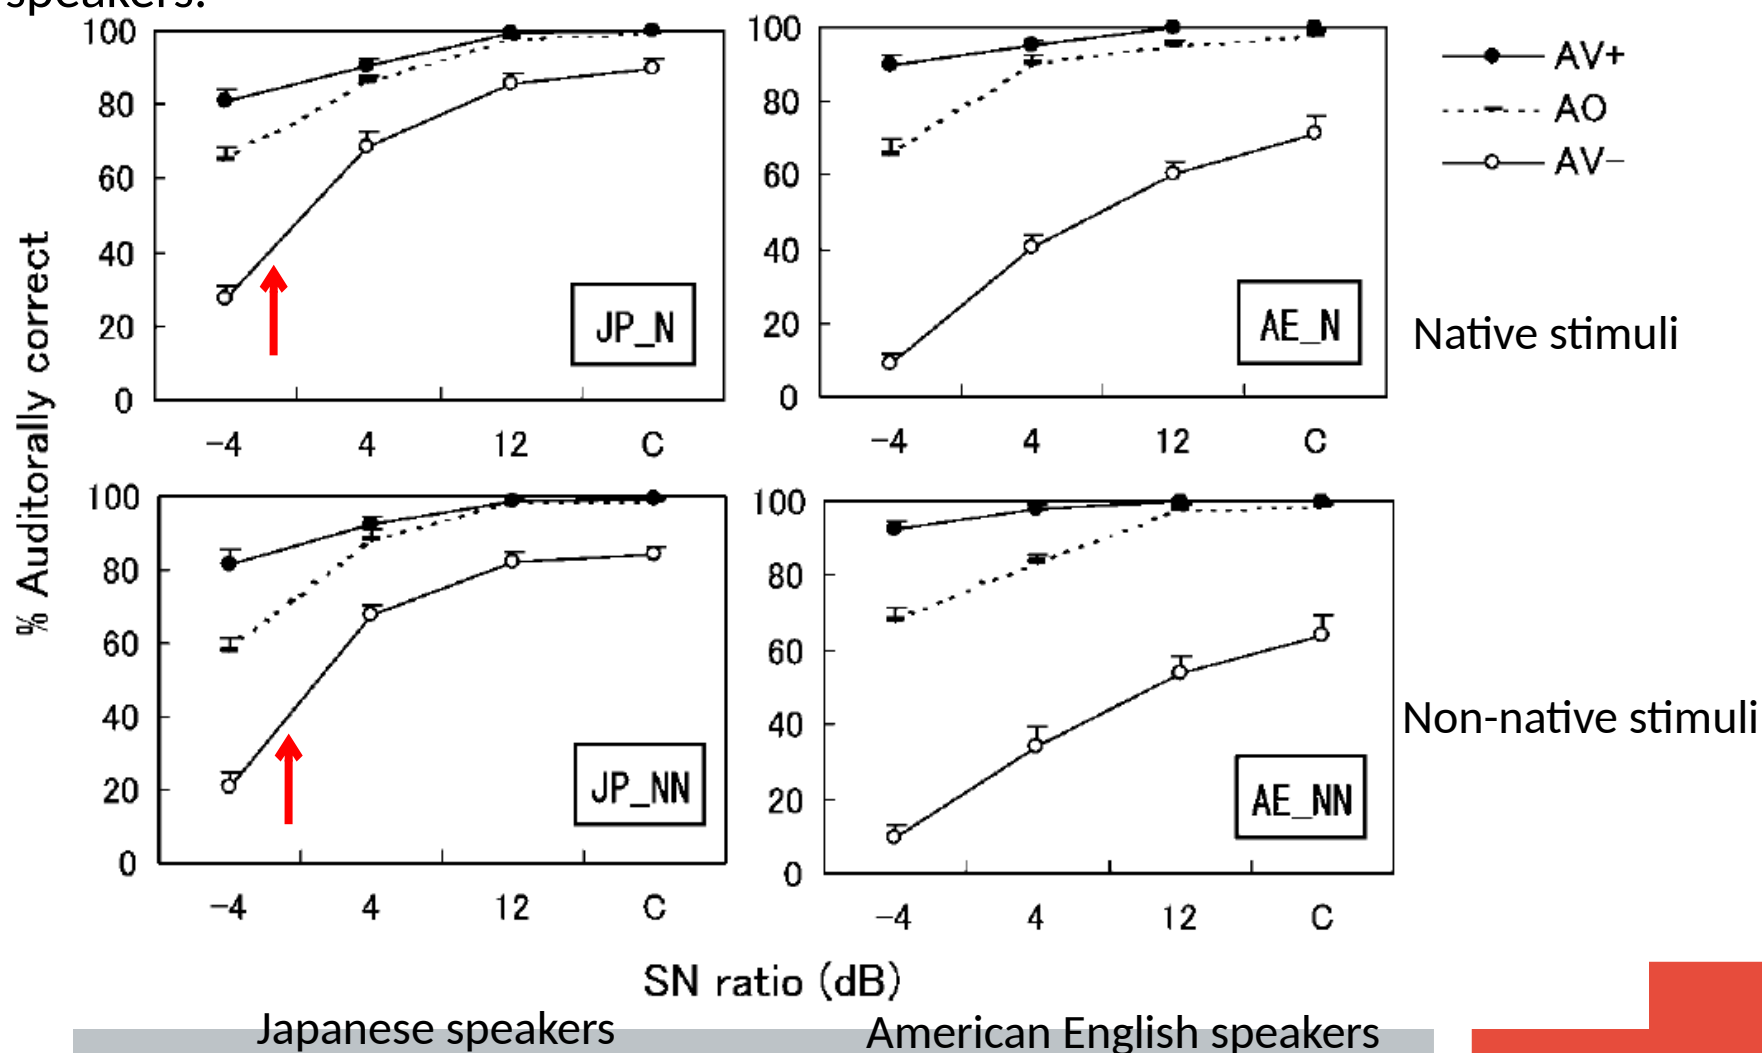 speakers.
100
80
60
40
20
0
-4 4 12 C
JP_N
100
80
60
40
20
0
-4 4 12 C
AE_N
AV+
AO
AV-
Native stimuli
% Auditorally correct
100
80
60
40
20
0
-4 4 12 C
JP_NN
100
80
60
40
20
0
-4 4 12 C
AE_NN
Non-native stimuli
SN ratio (dB)
Japanese speakers
American English speakers